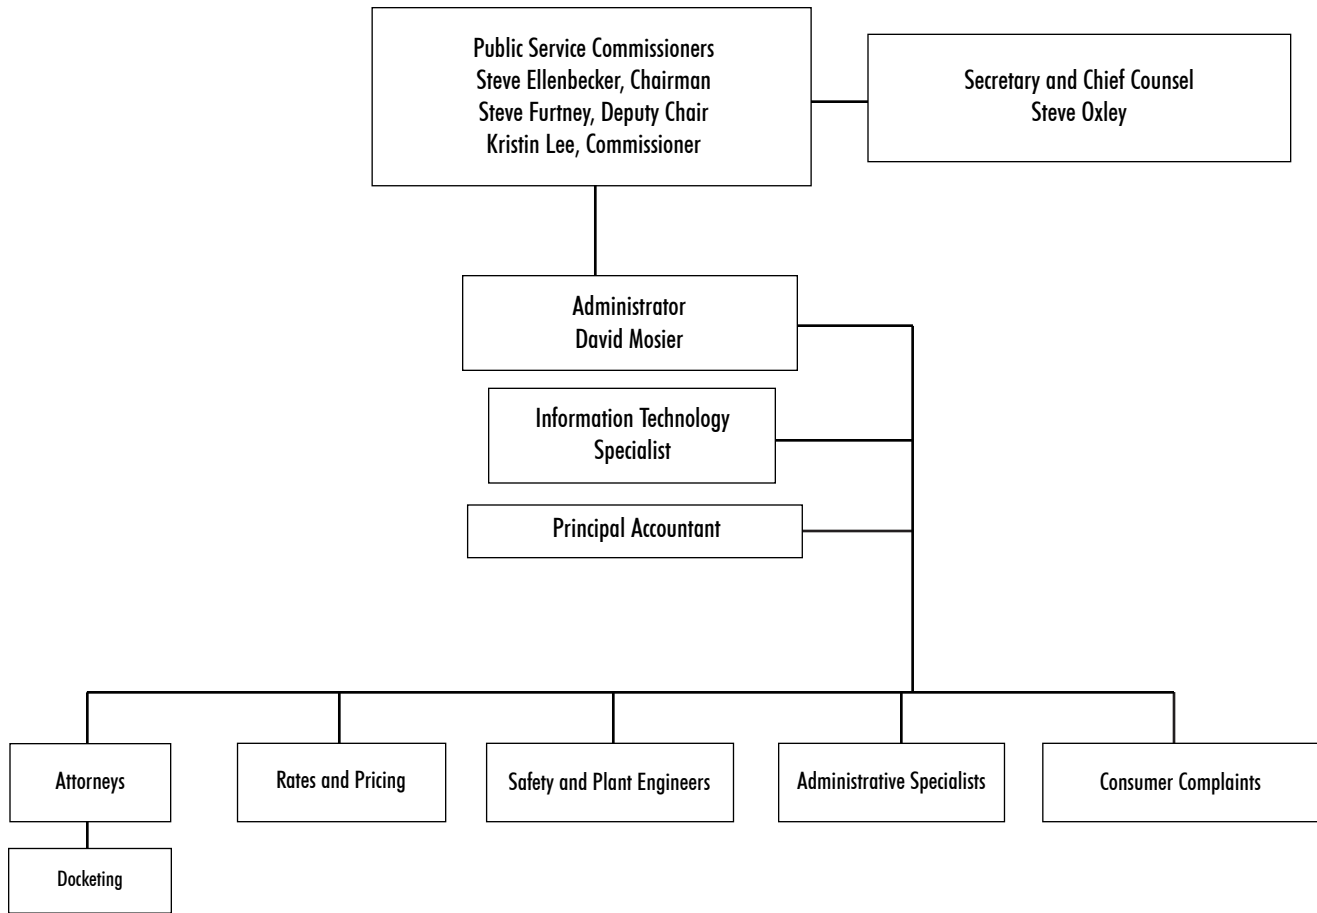 Public Service Commissioners
Steve Ellenbecker, Chairman
Steve Furtney, Deputy Chair
Kristin Lee, Commissioner
Secretary and Chief Counsel
Steve Oxley
Administrator
David Mosier
Information Technology
Specialist
Principal Accountant
Attorneys
Rates and Pricing
Safety and Plant Engineers
Administrative Specialists
Consumer Complaints
Docketing